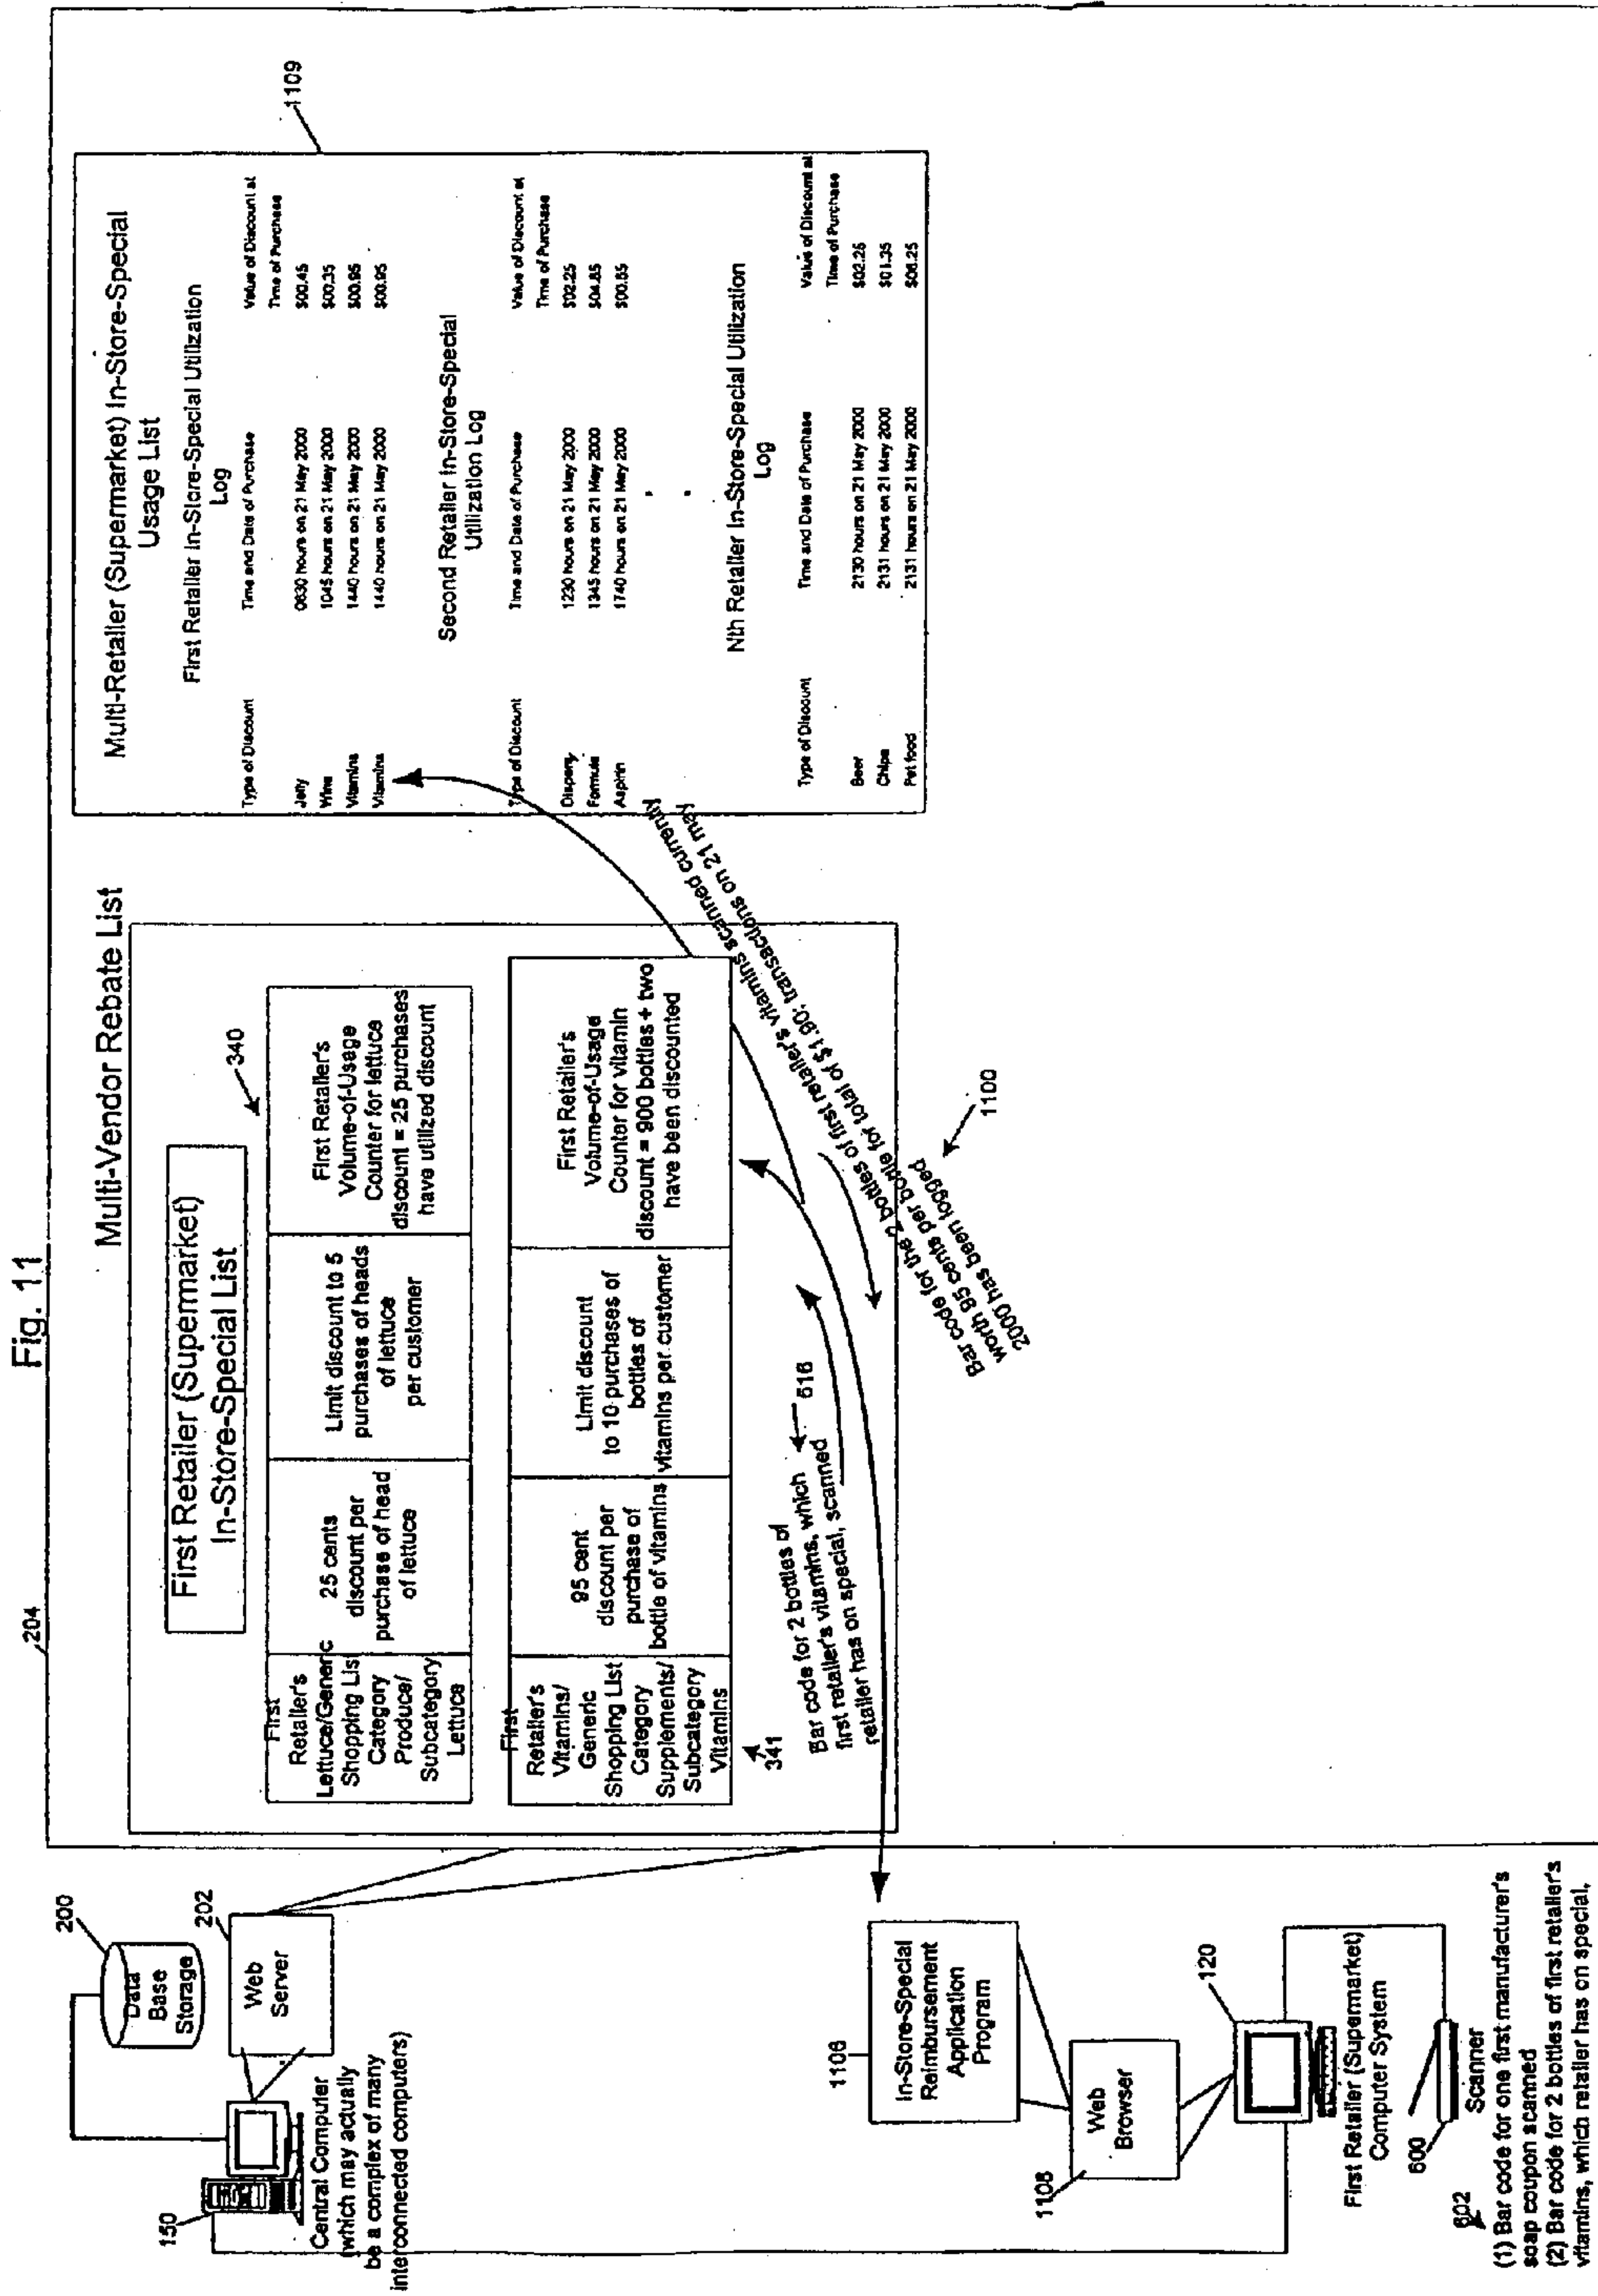 Fig. 11
204
Multi-Vendor Rebate List
First Retailer (Supermarket)
In-Store-Special List
340
First
Retailer's
Lettuce/Generic
Shopping List
Category
Produce/
Subcategory
Lettuce
25 cents
discount per
purchase of head
of lettuce
Limit discount to 5
purchases of heads
of lettuce
per customer
First Retailer's
Volume-of-Usage
Counter for lettuce
discount = 25 purchases
have utilized discount
First
Retailer's
Vitamins/
Generic
Shopping List
Category
Supplements/
Subcategory
Vitamins
95 cent
discount per
purchase of
bottle of vitamins
Limit discount
to 10 purchases of
bottles of
vitamins per customer
First Retailer's
Volume-of-Usage
Counter for vitamin
discount = 900 bottles + two
have been discounted
341
Bar code for 2 bottles of
first retailer's vitamins, which
retailer has on special, scanned
616
Bar code for the 2 bottles of first retailer's vitamins scanned currently
worth 95 cents per bottle for total of $1.90, transactions on 21 may
2000 has been logged
1100
Multi-Retailer (Supermarket) In-Store-Special
Usage List
1109
First Retailer In-Store-Special Utilization
Log
Type of Discount Time and Date of Purchase Value of Discount at
Time of Purchase
Jelly 0630 hours on 21 May 2000 $00.45
Wine 1045 hours on 21 May 2000 $00.35
Vitamins 1440 hours on 21 May 2000 $00.95
Vitamins 1440 hours on 21 May 2000 $00.95
Second Retailer In-Store-Special
Utilization Log
Type of Discount Time and Date of Purchase Value of Discount at
Time of Purchase
1230 hours on 21 May 2000 $02.25
Formula 1345 hours on 21 May 2000 $04.85
Aspirin 1740 hours on 21 May 2000
Nth Retailer In-Store-Special Utilization
Log
Type of Discount Time and Date of Purchase Value of Discount at
Time of Purchase
Beer 2130 hours on 21 May 2000 $02.25
Chips 2131 hours on 21 May 2000 $01.35
Pet food 2131 hours on 21 May 2000 $06.25
200
Data
Base
Storage
202
Web
Server
150
Central Computer
(which may actually
be a complex of many
interconnected computers)
1106
In-Store-Special
Reimbursement
Application
Program
1108
Web
Browser
120
First Retailer (Supermarket)
Computer System
600
Scanner
602
(1) Bar code for one first manufacturer's
soap coupon scanned
(2) Bar code for 2 bottles of first retailer's
vitamins, which retailer has on special,